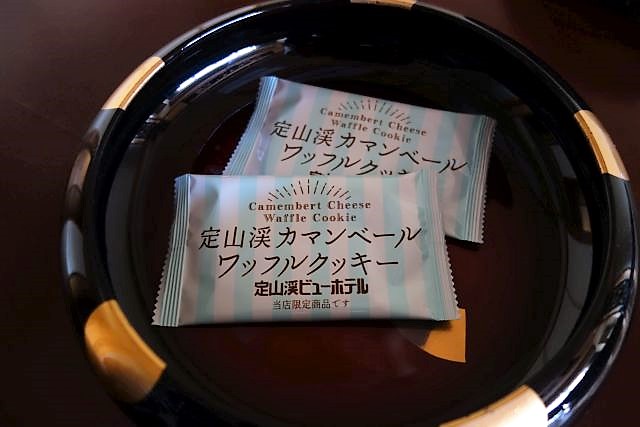 Camembert Cheese
Waffle Cookie
定山渓カマンベール
ワッフルクッキー
Camembert Cheese
Waffle Cookie
定山渓カマンベール
ワッフルクッキー
定山渓ビューホテル
当店限定商品です